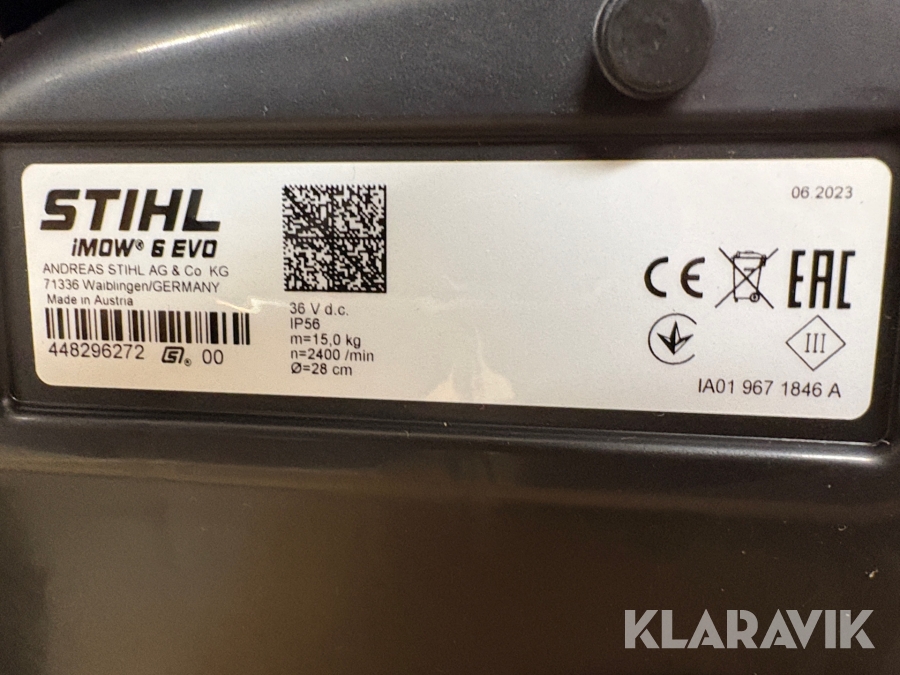 STIHL
iMOW® 6 EVO
ANDREAS STIHL AG & Co KG
71336 Waiblingen/GERMANY
Made in Austria
448296272 S® 00
36 V d.c.
IP56
m=15,0 kg
n=2400 /min
Ø=28 cm
06 2023
CE EAC
III
IA01 967 1846 A
KLARAVIK